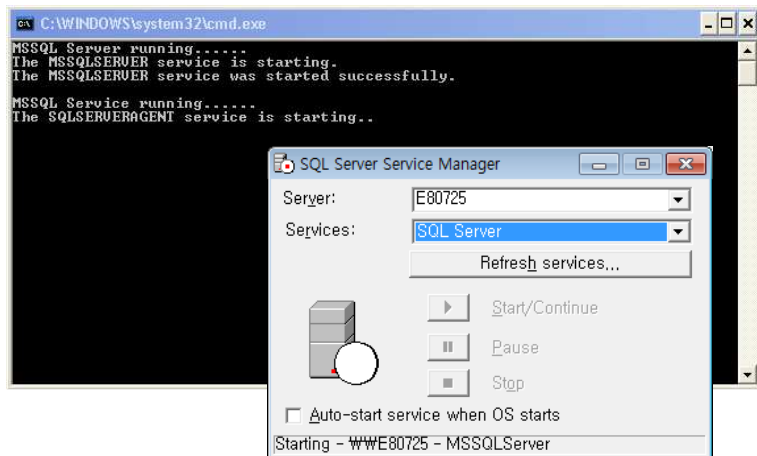 C:\WINDOWS\system32\cmd.exe
MSSQL Server running......
The MSSQLSERVER service is starting.
The MSSQLSERVER service was started successfully.
MSSQL Service running......
The SQLSERVERAGENT service is starting..
SQL Server Service Manager
Server: E80725
Services: SQL Server
Refresh services...
Start/Continue
Pause
Stop
Auto-start service when OS starts
Starting - ₩₩E80725 - MSSQLServer